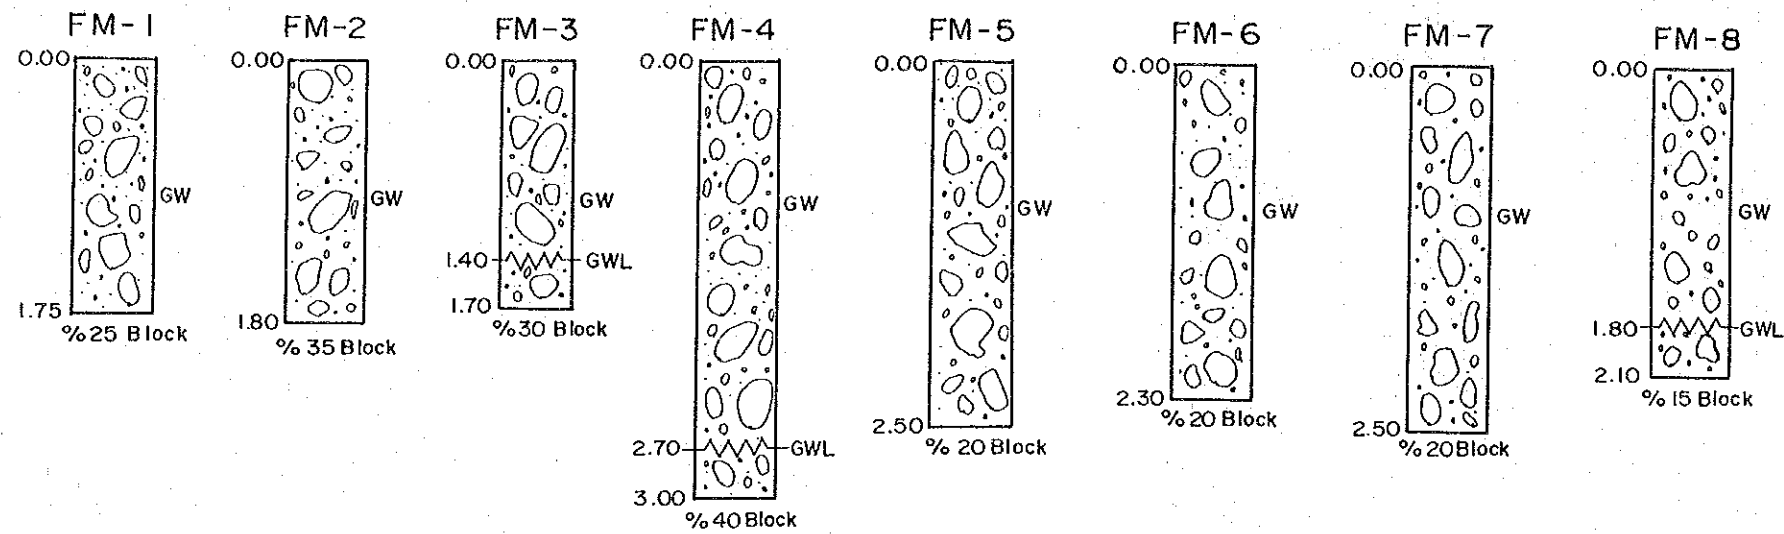 FM-1
0.00
GW
1.75
%25 Block
FM-2
0.00
GW
1.80
% 35 Block
FM-3
0.00
GW
1.40 GWL
1.70
%30 Block
FM-4
0.00
GW
2.70 GWL
3.00
% 40 Block
FM-5
0.00
GW
2.50
% 20 Block
FM-6
0.00
GW
2.30
% 20 Block
FM-7
0.00
GW
2.50
% 20 Block
FM-8
0.00
GW
1.80 GWL
2.10
% 15 Block